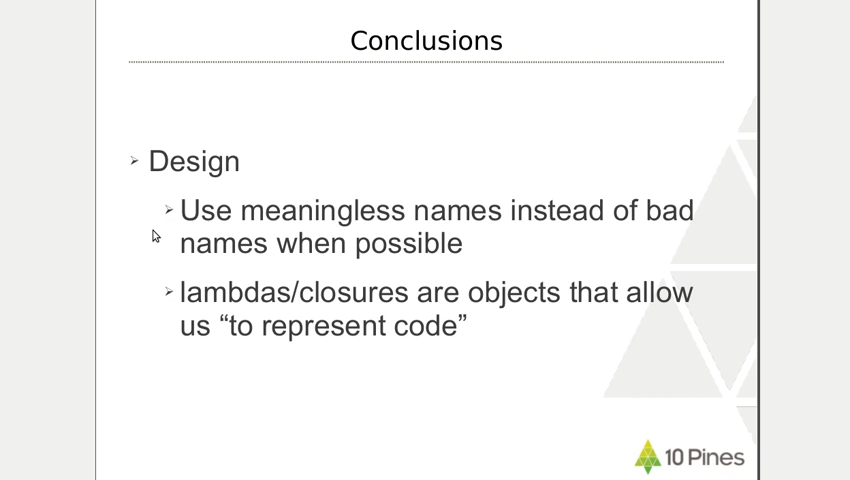 Conclusions
Design
Use meaningless names instead of bad
names when possible
lambdas/closures are objects that allow
us “to represent code”
10 Pines